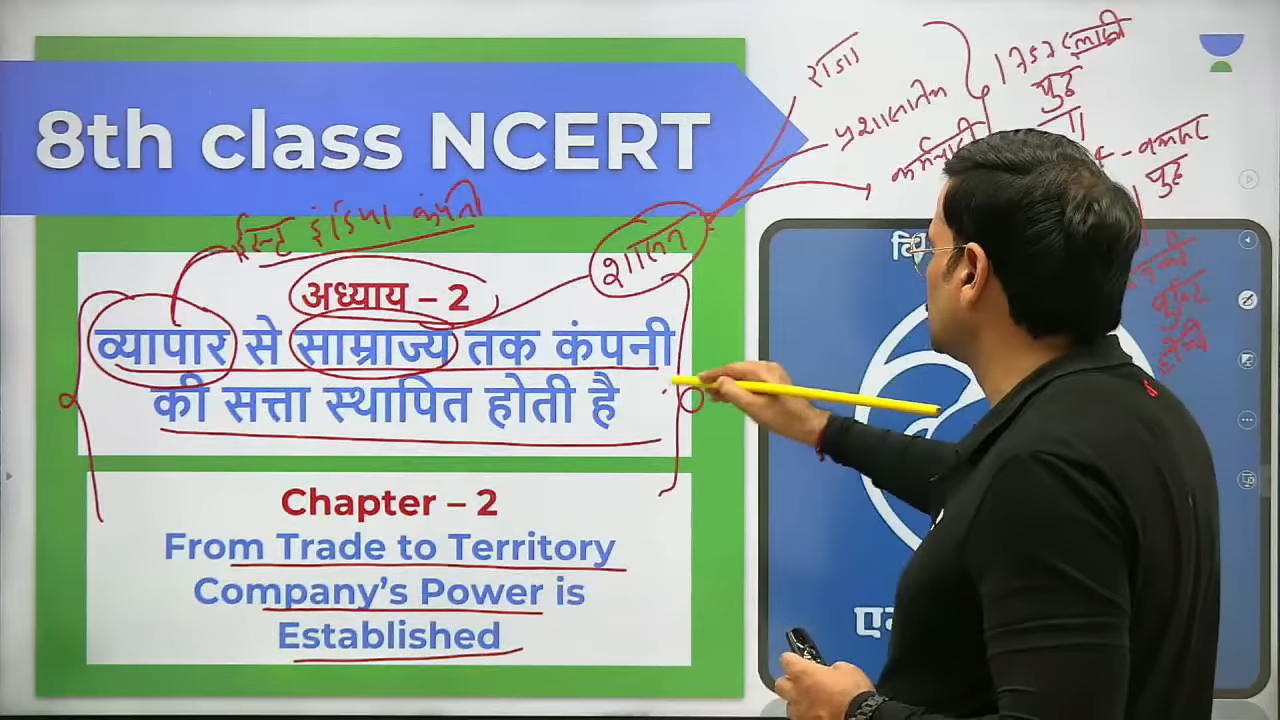 8th class NCERT
राजा
प्रशासनिक
1757 प्लासी
युद्ध
बक्सर
युद्ध
ईस्ट इंडिया कंपनी
शासन
अध्याय – 2
व्यापार से साम्राज्य तक कंपनी
की सत्ता स्थापित होती है
Chapter – 2
From Trade to Territory
Company's Power is
Established